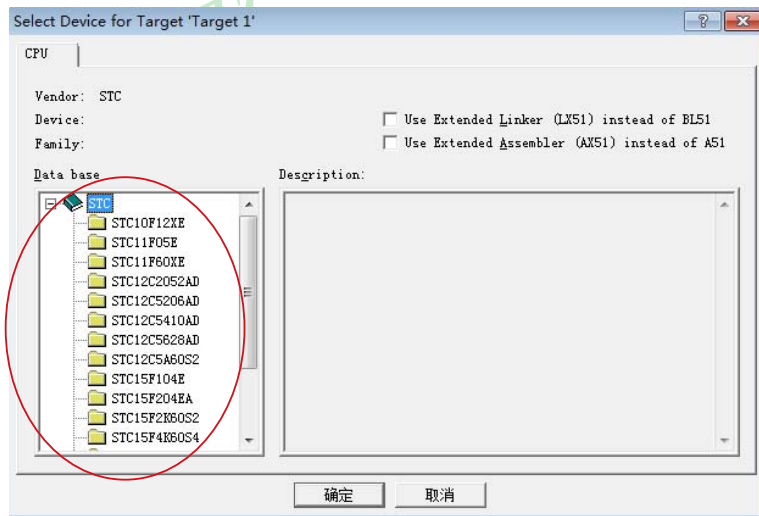 Select Device for Target 'Target 1'
CPU
Vendor: STC
Device:
Use Extended Linker (LX51) instead of BL51
Family:
Use Extended Assembler (AX51) instead of A51
Data base
Description:
STC
STC10F12XE
STC11F05E
STC11F60XE
STC12C2052AD
STC12C5206AD
STC12C5410AD
STC12C5628AD
STC12C5A60S2
STC15F104E
STC15F204EA
STC15F2K60S2
STC15F4K60S4
确定
取消